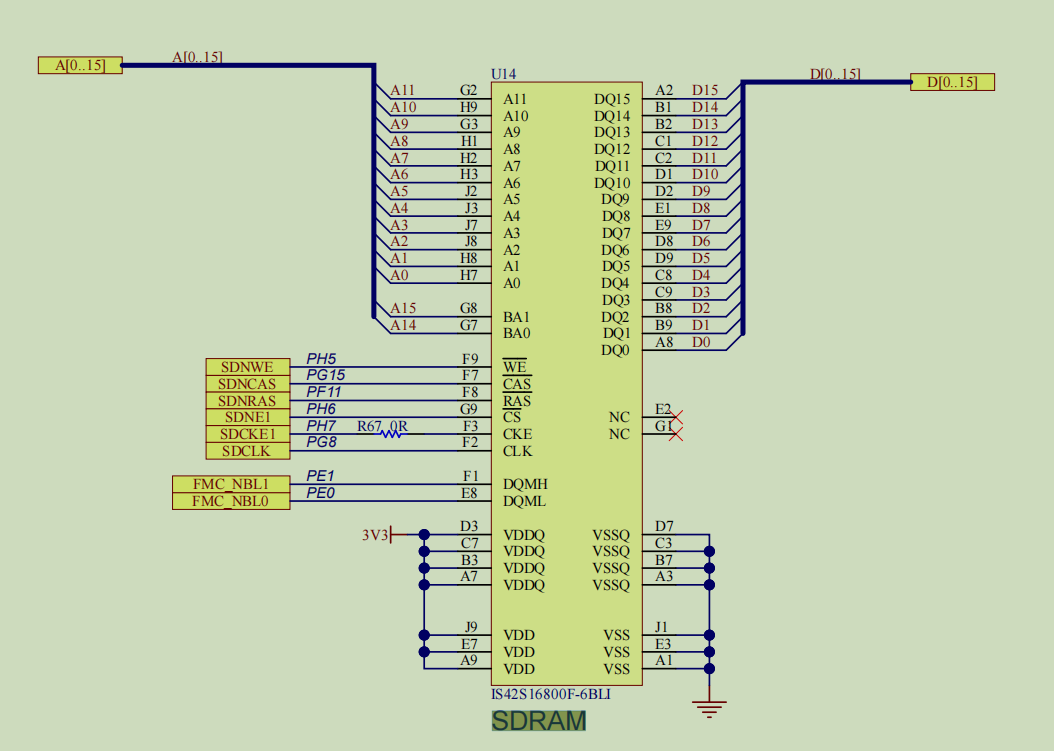 A[0..15]
A[0..15]
D[0..15]
D[0..15]
U14
A11 G2 A11 DQ15 A2 D15
A10 H9 A10 DQ14 B1 D14
A9 G3 A9 DQ13 B2 D13
A8 H1 A8 DQ12 C1 D12
A7 H2 A7 DQ11 C2 D11
A6 H3 A6 DQ10 D1 D10
A5 J2 A5 DQ9 D2 D9
A4 J3 A4 DQ8 E1 D8
A3 J7 A3 DQ7 E9 D7
A2 J8 A2 DQ6 D8 D6
A1 H8 A1 DQ5 D9 D5
A0 H7 A0 DQ4 C8 D4
DQ3 C9 D3
A15 G8 BA1 DQ2 B8 D2
A14 G7 BA0 DQ1 B9 D1
DQ0 A8 D0
SDNWE PH5 F9 WE
SDNCAS PG15 F7 CAS
SDNRAS PF11 F8 RAS
SDNE1 PH6 G9 CS NC E2
SDCKE1 PH7 R67 0R F3 CKE NC G1
SDCLK PG8 F2 CLK
FMC_NBL1 PE1 F1 DQMH
FMC_NBL0 PE0 E8 DQML
3V3 D3 VDDQ VSSQ D7
C7 VDDQ VSSQ C3
B3 VDDQ VSSQ B7
A7 VDDQ VSSQ A3
J9 VDD VSS J1
E7 VDD VSS E3
A9 VDD VSS A1
IS42S16800F-6BLI
SDRAM